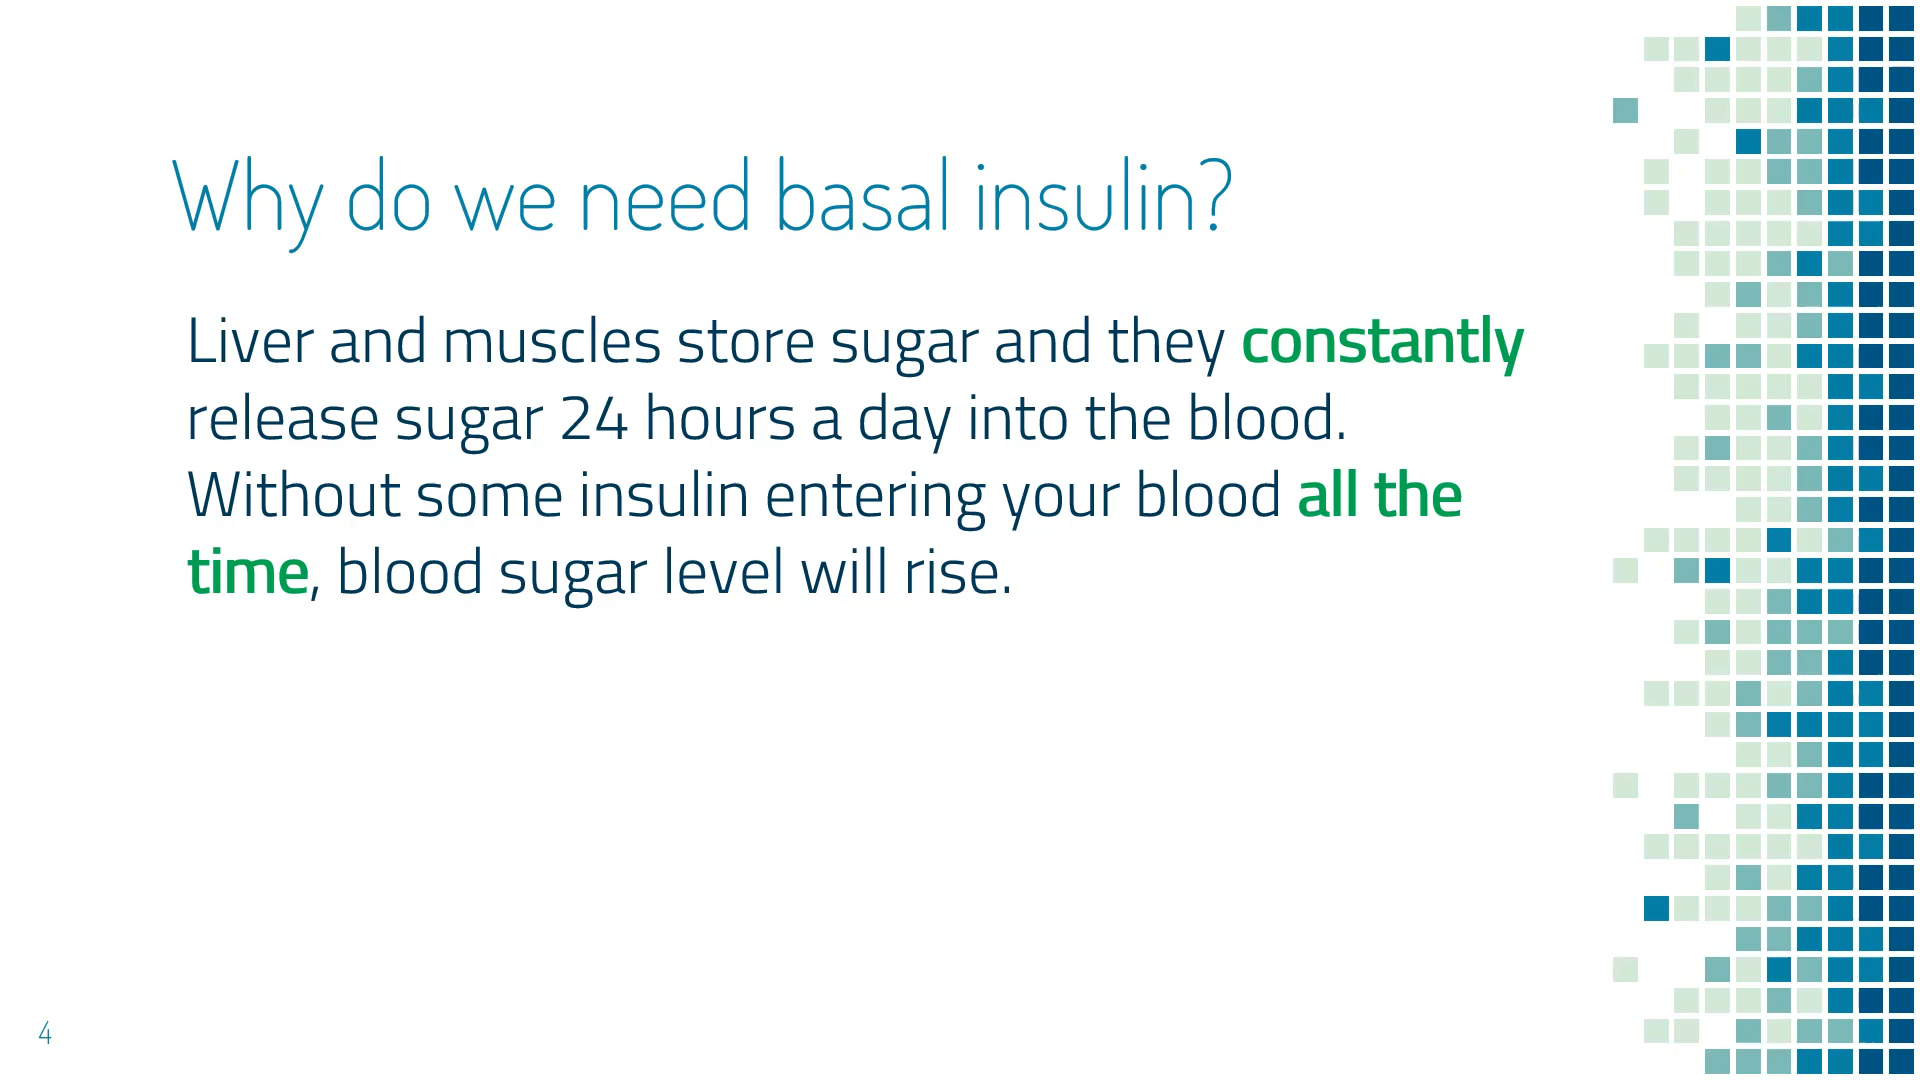 Why do we need basal insulin?
Liver and muscles store sugar and they constantly
release sugar 24 hours a day into the blood.
Without some insulin entering your blood all the
time, blood sugar level will rise.
4